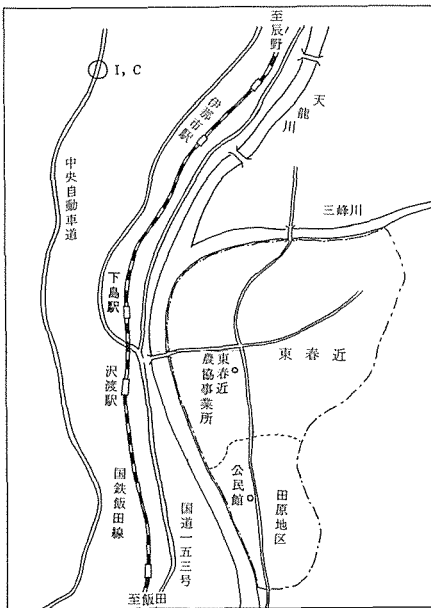 至辰野
I, C
伊那市駅
天龍川
中央自動車道
三峰川
下島駅
東春近
東春近
農協事業所
沢渡駅
公民館
田原地区
国鉄飯田線
国道一五三号
至飯田